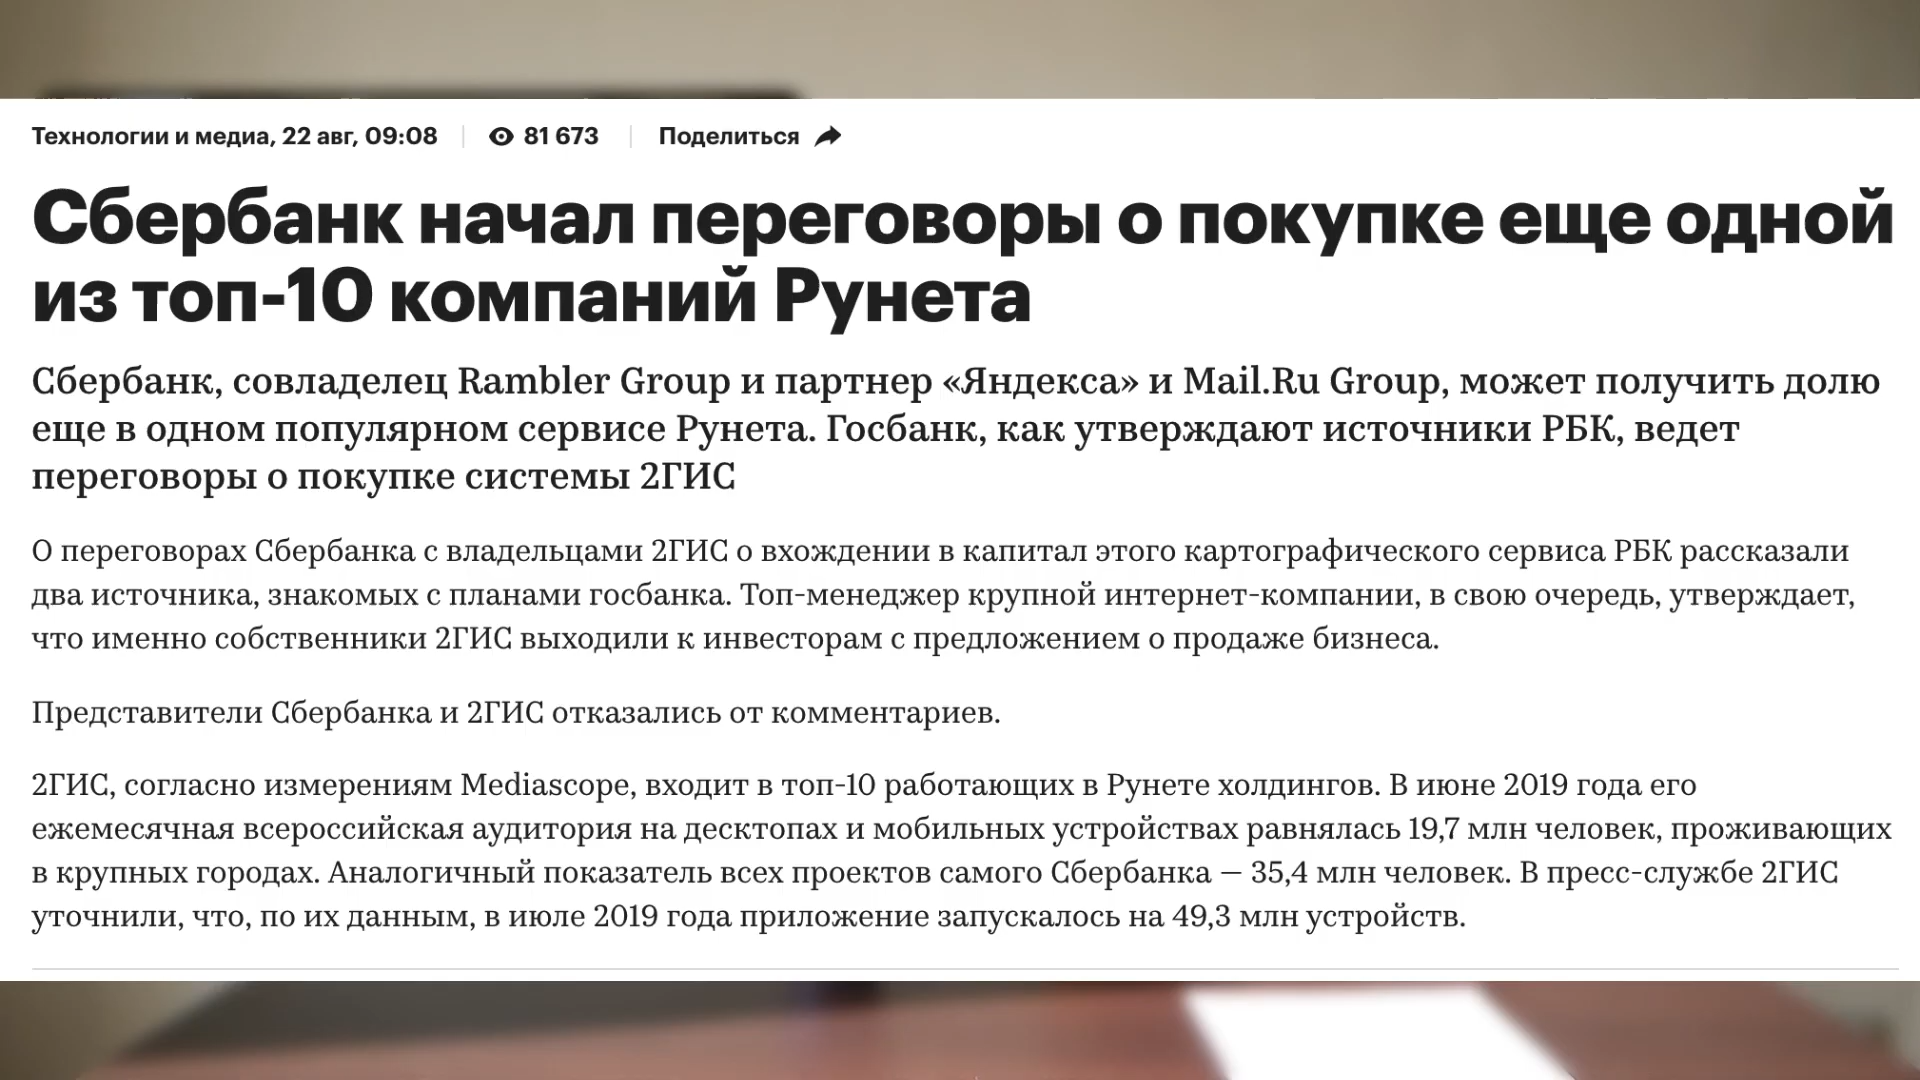 Технологии и медиа, 22 авг, 09:08 81 673 Поделиться
Сбербанк начал переговоры о покупке еще одной
из топ-10 компаний Рунета
Сбербанк, совладелец Rambler Group и партнер «Яндекса» и Mail.Ru Group, может получить долю
еще в одном популярном сервисе Рунета. Госбанк, как утверждают источники РБК, ведет
переговоры о покупке системы 2ГИС
О переговорах Сбербанка с владельцами 2ГИС о вхождении в капитал этого картографического сервиса РБК рассказали
два источника, знакомых с планами госбанка. Топ-менеджер крупной интернет-компании, в свою очередь, утверждает,
что именно собственники 2ГИС выходили к инвесторам с предложением о продаже бизнеса.
Представители Сбербанка и 2ГИС отказались от комментариев.
2ГИС, согласно измерениям Mediascope, входит в топ-10 работающих в Рунете холдингов. В июне 2019 года его
ежемесячная всероссийская аудитория на десктопах и мобильных устройствах равнялась 19,7 млн человек, проживающих
в крупных городах. Аналогичный показатель всех проектов самого Сбербанка — 35,4 млн человек. В пресс-службе 2ГИС
уточнили, что, по их данным, в июле 2019 года приложение запускалось на 49,3 млн устройств.